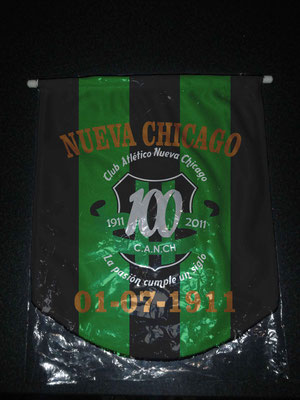 NUEVA CHICAGO
Club Atlético Nueva Chicago
100
1911 2011
C.A.N.CH
La pasión cumple un siglo
01-07-1911